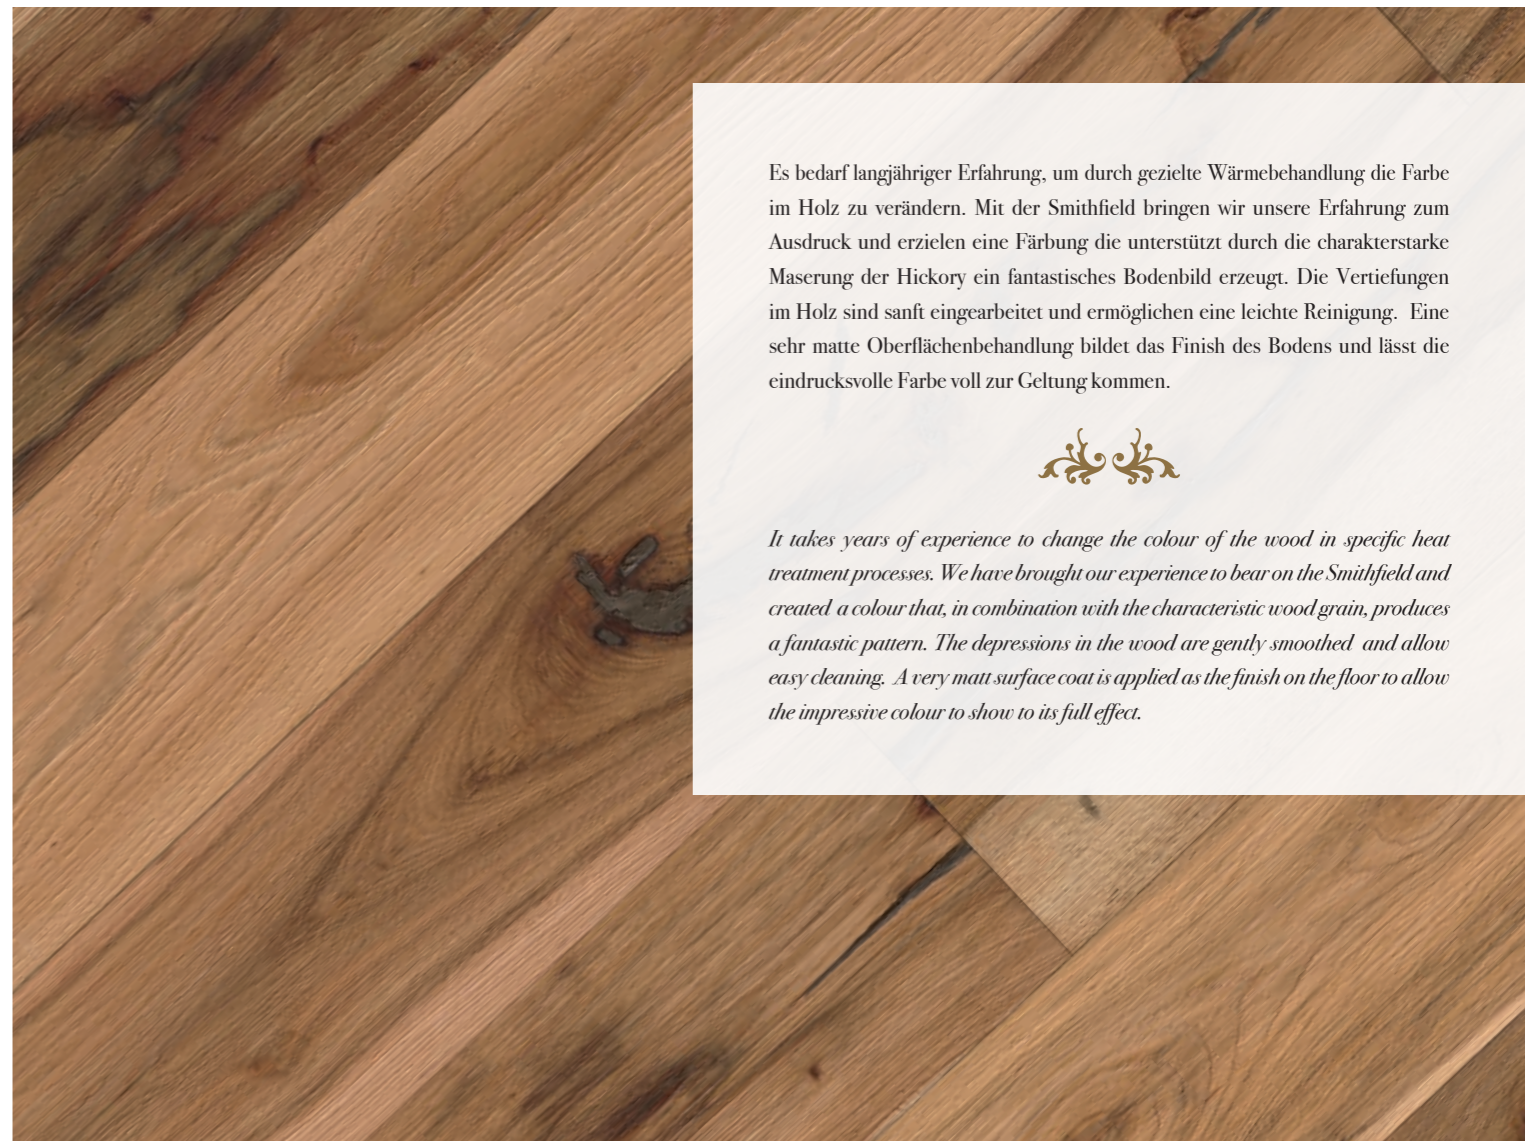 Es bedarf langjähriger Erfahrung, um durch gezielte Wärmebehandlung die Farbe
im Holz zu verändern. Mit der Smithfield bringen wir unsere Erfahrung zum
Ausdruck und erzielen eine Färbung die unterstützt durch die charakterstarke
Maserung der Hickory ein fantastisches Bodenbild erzeugt. Die Vertiefungen
im Holz sind sanft eingearbeitet und ermöglichen eine leichte Reinigung. Eine
sehr matte Oberflächenbehandlung bildet das Finish des Bodens und lässt die
eindrucksvolle Farbe voll zur Geltung kommen.
It takes years of experience to change the colour of the wood in specific heat
treatment processes. We have brought our experience to bear on the Smithfield and
created a colour that, in combination with the characteristic wood grain, produces
a fantastic pattern. The depressions in the wood are gently smoothed and allow
easy cleaning. A very matt surface coat is applied as the finish on the floor to allow
the impressive colour to show to its full effect.